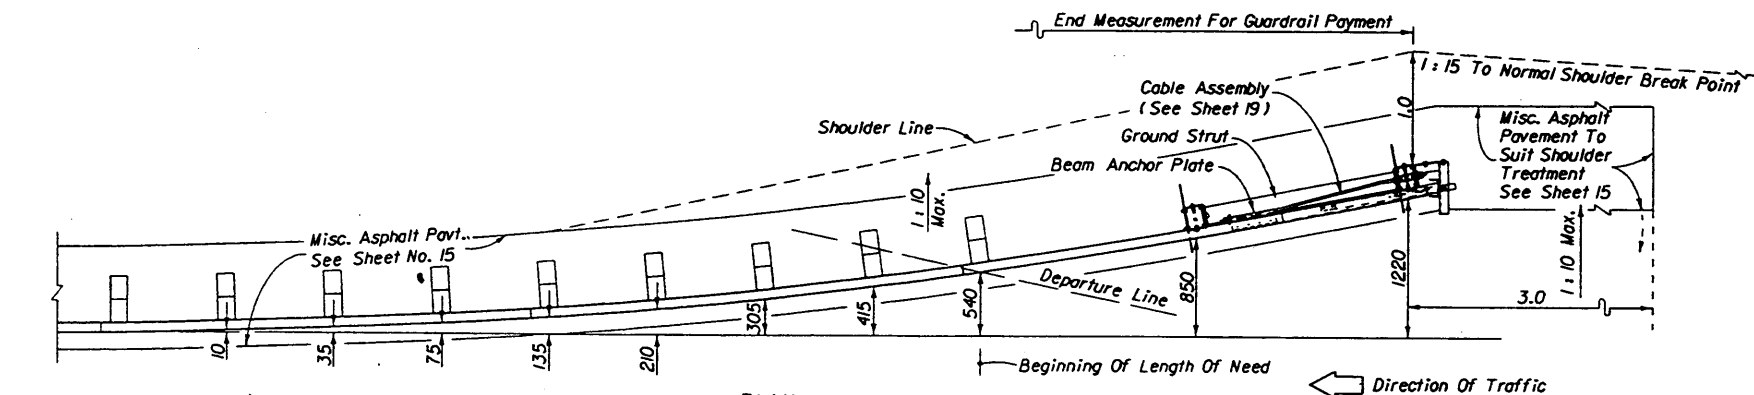 End Measurement For Guardrail Payment
1:15 To Normal Shoulder Break Point
Cable Assembly
(See Sheet 19)
1.0
Misc. Asphalt
Pavement To
Suit Shoulder
Treatment
See Sheet 15
Shoulder Line
Ground Strut
Beam Anchor Plate
1:10
Max.
Misc. Asphalt Pavt.
See Sheet No. 15
Departure Line
10
35
75
135
210
305
415
540
850
1220
3.0
1:10 Max.
Beginning Of Length Of Need
Direction Of Traffic